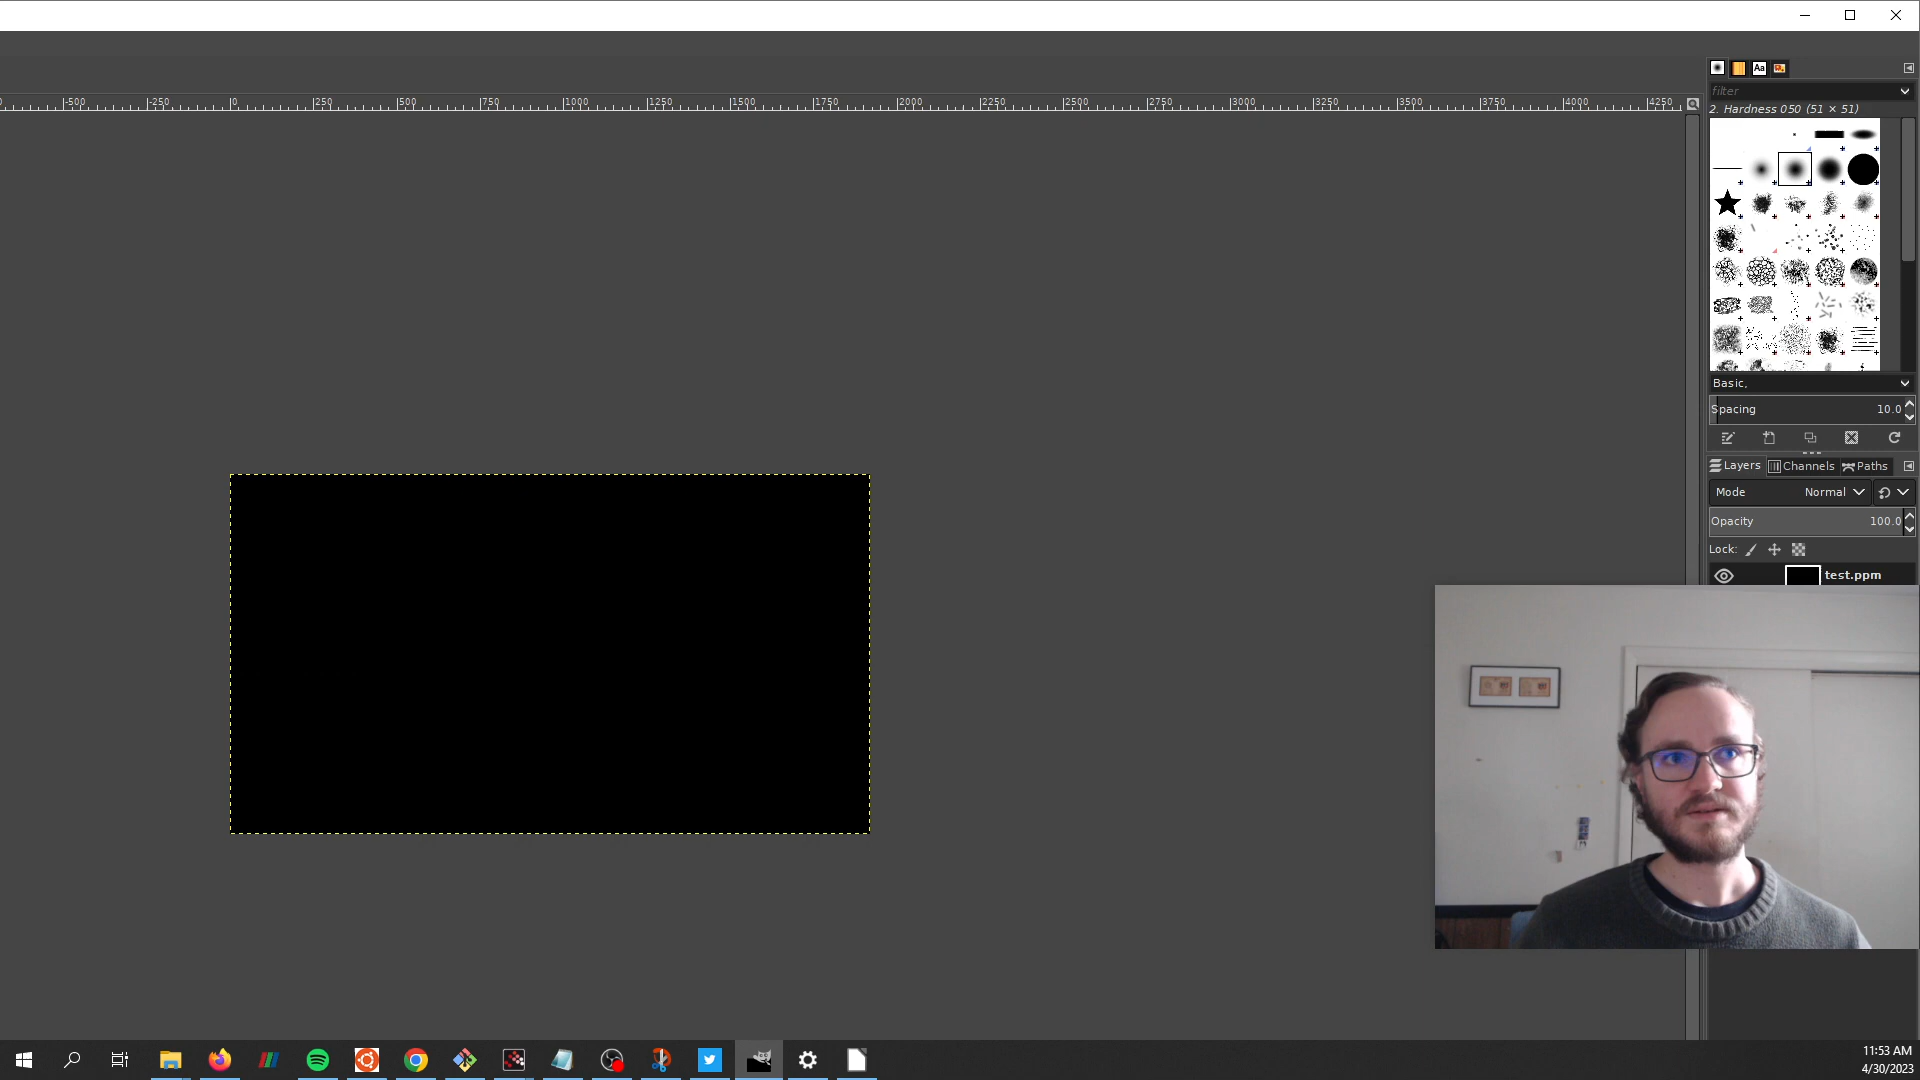 -500 -250 0 250 500 750 1000 1250 1500 1750 2000 2250 2500 2750 3000 3250 3500 3750 4000 4250
Aa
filter
2. Hardness 050 (51 × 51)
Basic,
Spacing 10.0
Layers Channels Paths
Mode Normal
Opacity 100.0
Lock:
test.ppm
11:53 AM
4/30/2023